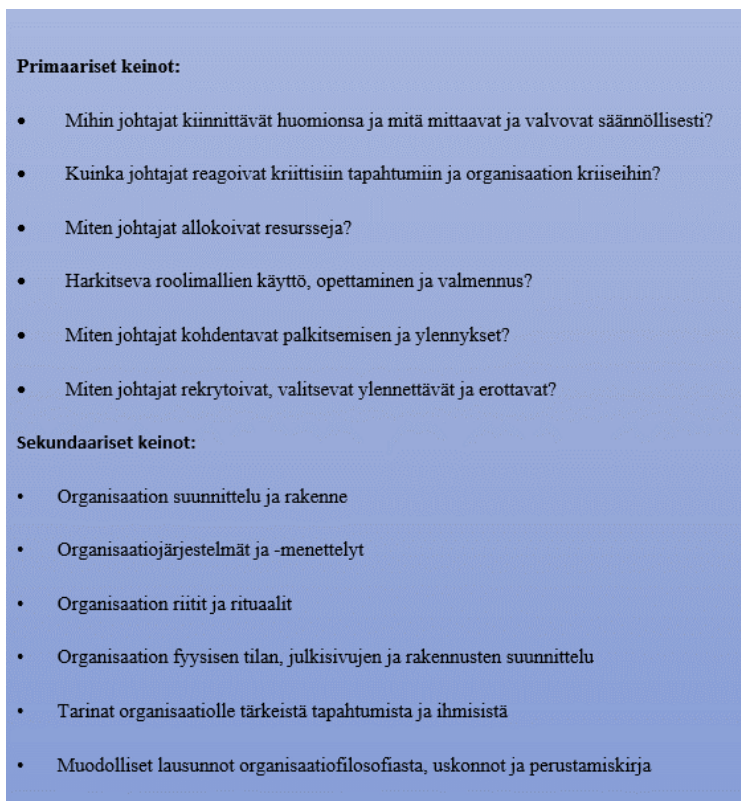 Primaariset keinot:
• Mihin johtajat kiinnittävät huomionsa ja mitä mittaavat ja valvovat säännöllisesti?
• Kuinka johtajat reagoivat kriittisiin tapahtumiin ja organisaation kriiseihin?
• Miten johtajat allokoivat resursseja?
• Harkitseva roolimallien käyttö, opettaminen ja valmennus?
• Miten johtajat kohdentavat palkitsemisen ja ylennykset?
• Miten johtajat rekrytoivat, valitsevat ylennettävät ja erottavat?
Sekundaariset keinot:
• Organisaation suunnittelu ja rakenne
• Organisaatiojärjestelmät ja -menettelyt
• Organisaation riitit ja rituaalit
• Organisaation fyysisen tilan, julkisivujen ja rakennusten suunnittelu
• Tarinat organisaatiolle tärkeistä tapahtumista ja ihmisistä
• Muodolliset lausunnot organisaatiofilosofiasta, uskonnot ja perustamiskirja